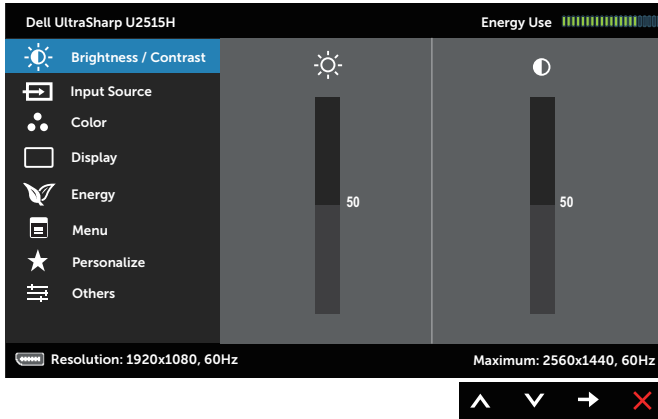 Dell UltraSharp U2515H
Energy Use
Brightness / Contrast
Input Source
Color
Display
Energy
Menu
Personalize
Others
50
50
Resolution: 1920x1080, 60Hz
Maximum: 2560x1440, 60Hz